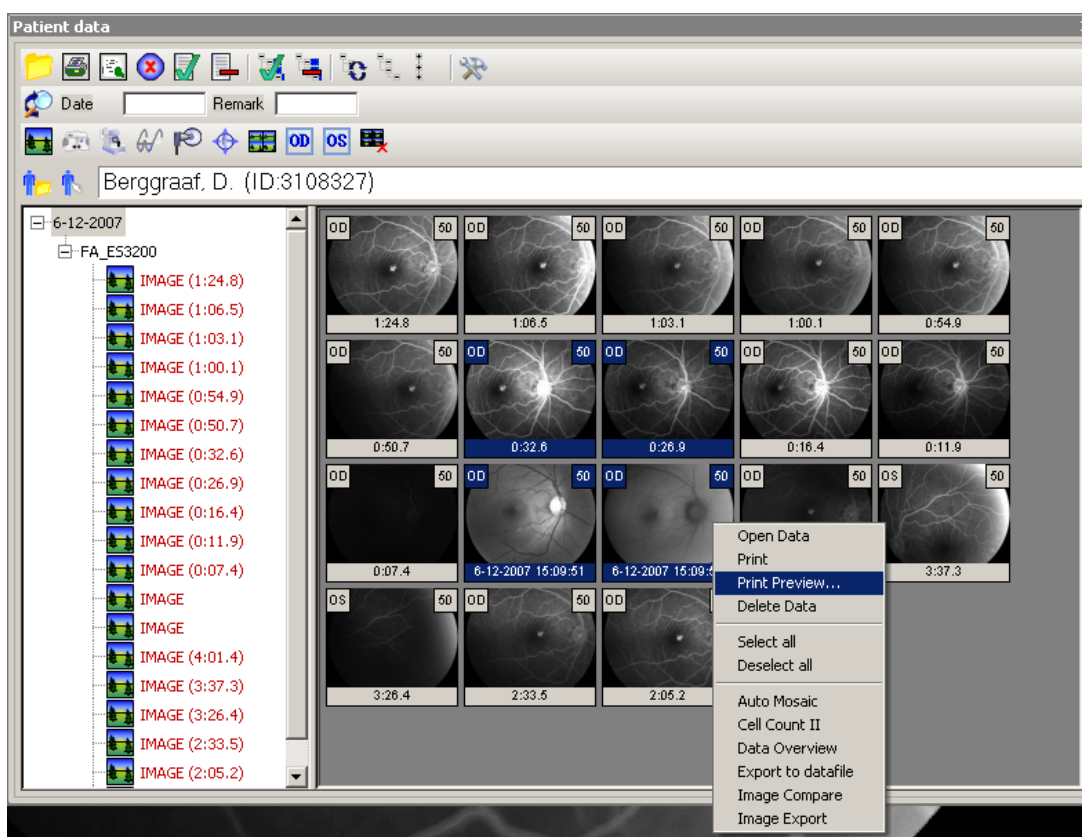 Patient data
Date
Remark
OD
OS
Berggraaf, D. (ID:3108327)
6-12-2007
FA_ES3200
IMAGE (1:24.8)
IMAGE (1:06.5)
IMAGE (1:03.1)
IMAGE (1:00.1)
IMAGE (0:54.9)
IMAGE (0:50.7)
IMAGE (0:32.6)
IMAGE (0:26.9)
IMAGE (0:16.4)
IMAGE (0:11.9)
IMAGE (0:07.4)
IMAGE
IMAGE
IMAGE (4:01.4)
IMAGE (3:37.3)
IMAGE (3:26.4)
IMAGE (2:33.5)
IMAGE (2:05.2)
OD 50 OD 50 OD 50 OD 50 OD 50
1:24.8 1:06.5 1:03.1 1:00.1 0:54.9
OD 50 OD 50 OD 50 OD 50 OD 50
0:50.7 0:32.6 0:26.9 0:16.4 0:11.9
OD 50 OD 50 OD 50 OD 50 OS 50
0:07.4 6-12-2007 15:09:51 6-12-2007 15:09: 3:37.3
OS 50 OD 50 OD
3:26.4 2:33.5 2:05.2
Open Data
Print
Print Preview...
Delete Data
Select all
Deselect all
Auto Mosaic
Cell Count II
Data Overview
Export to datafile
Image Compare
Image Export